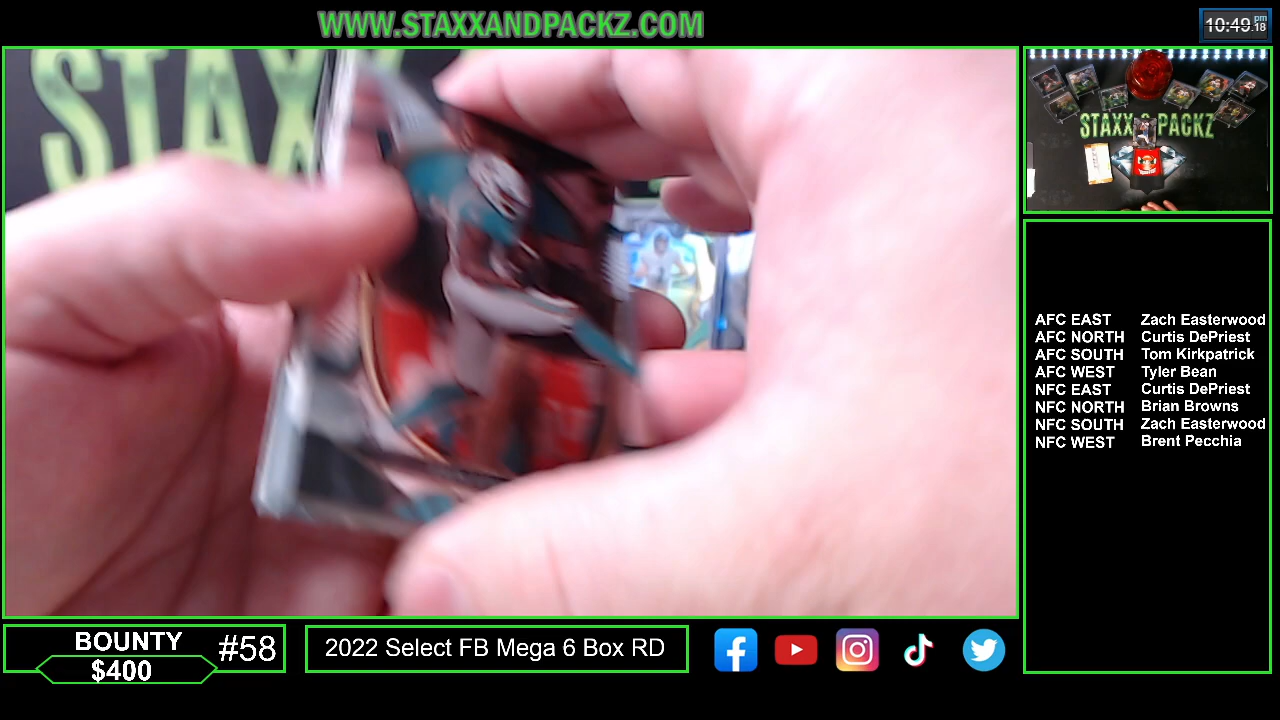 WWW.STAXXANDPACKZ.COM
10:49 pm 18
STAXX
STAXX PACKZ
AFC EAST Zach Easterwood
AFC NORTH Curtis DePriest
AFC SOUTH Tom Kirkpatrick
AFC WEST Tyler Bean
NFC EAST Curtis DePriest
NFC NORTH Brian Browns
NFC SOUTH Zach Easterwood
NFC WEST Brent Pecchia
BOUNTY
$400
#58
2022 Select FB Mega 6 Box RD